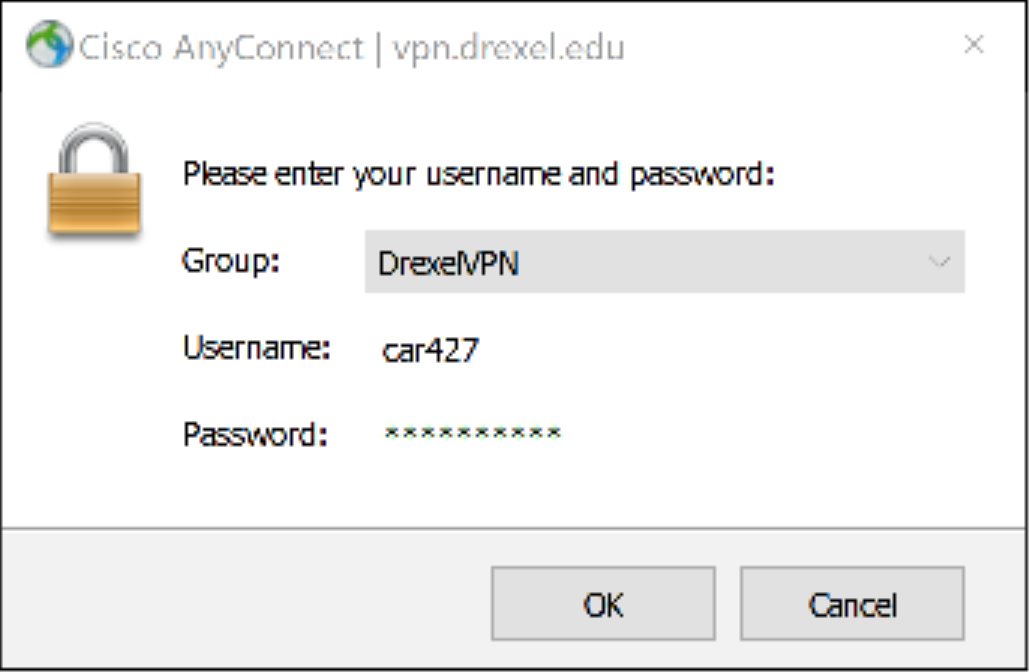 Cisco AnyConnect | vpn.drexel.edu
Please enter your username and password:
Group: DrexelVPN
Username: car427
Password: **********
OK Cancel